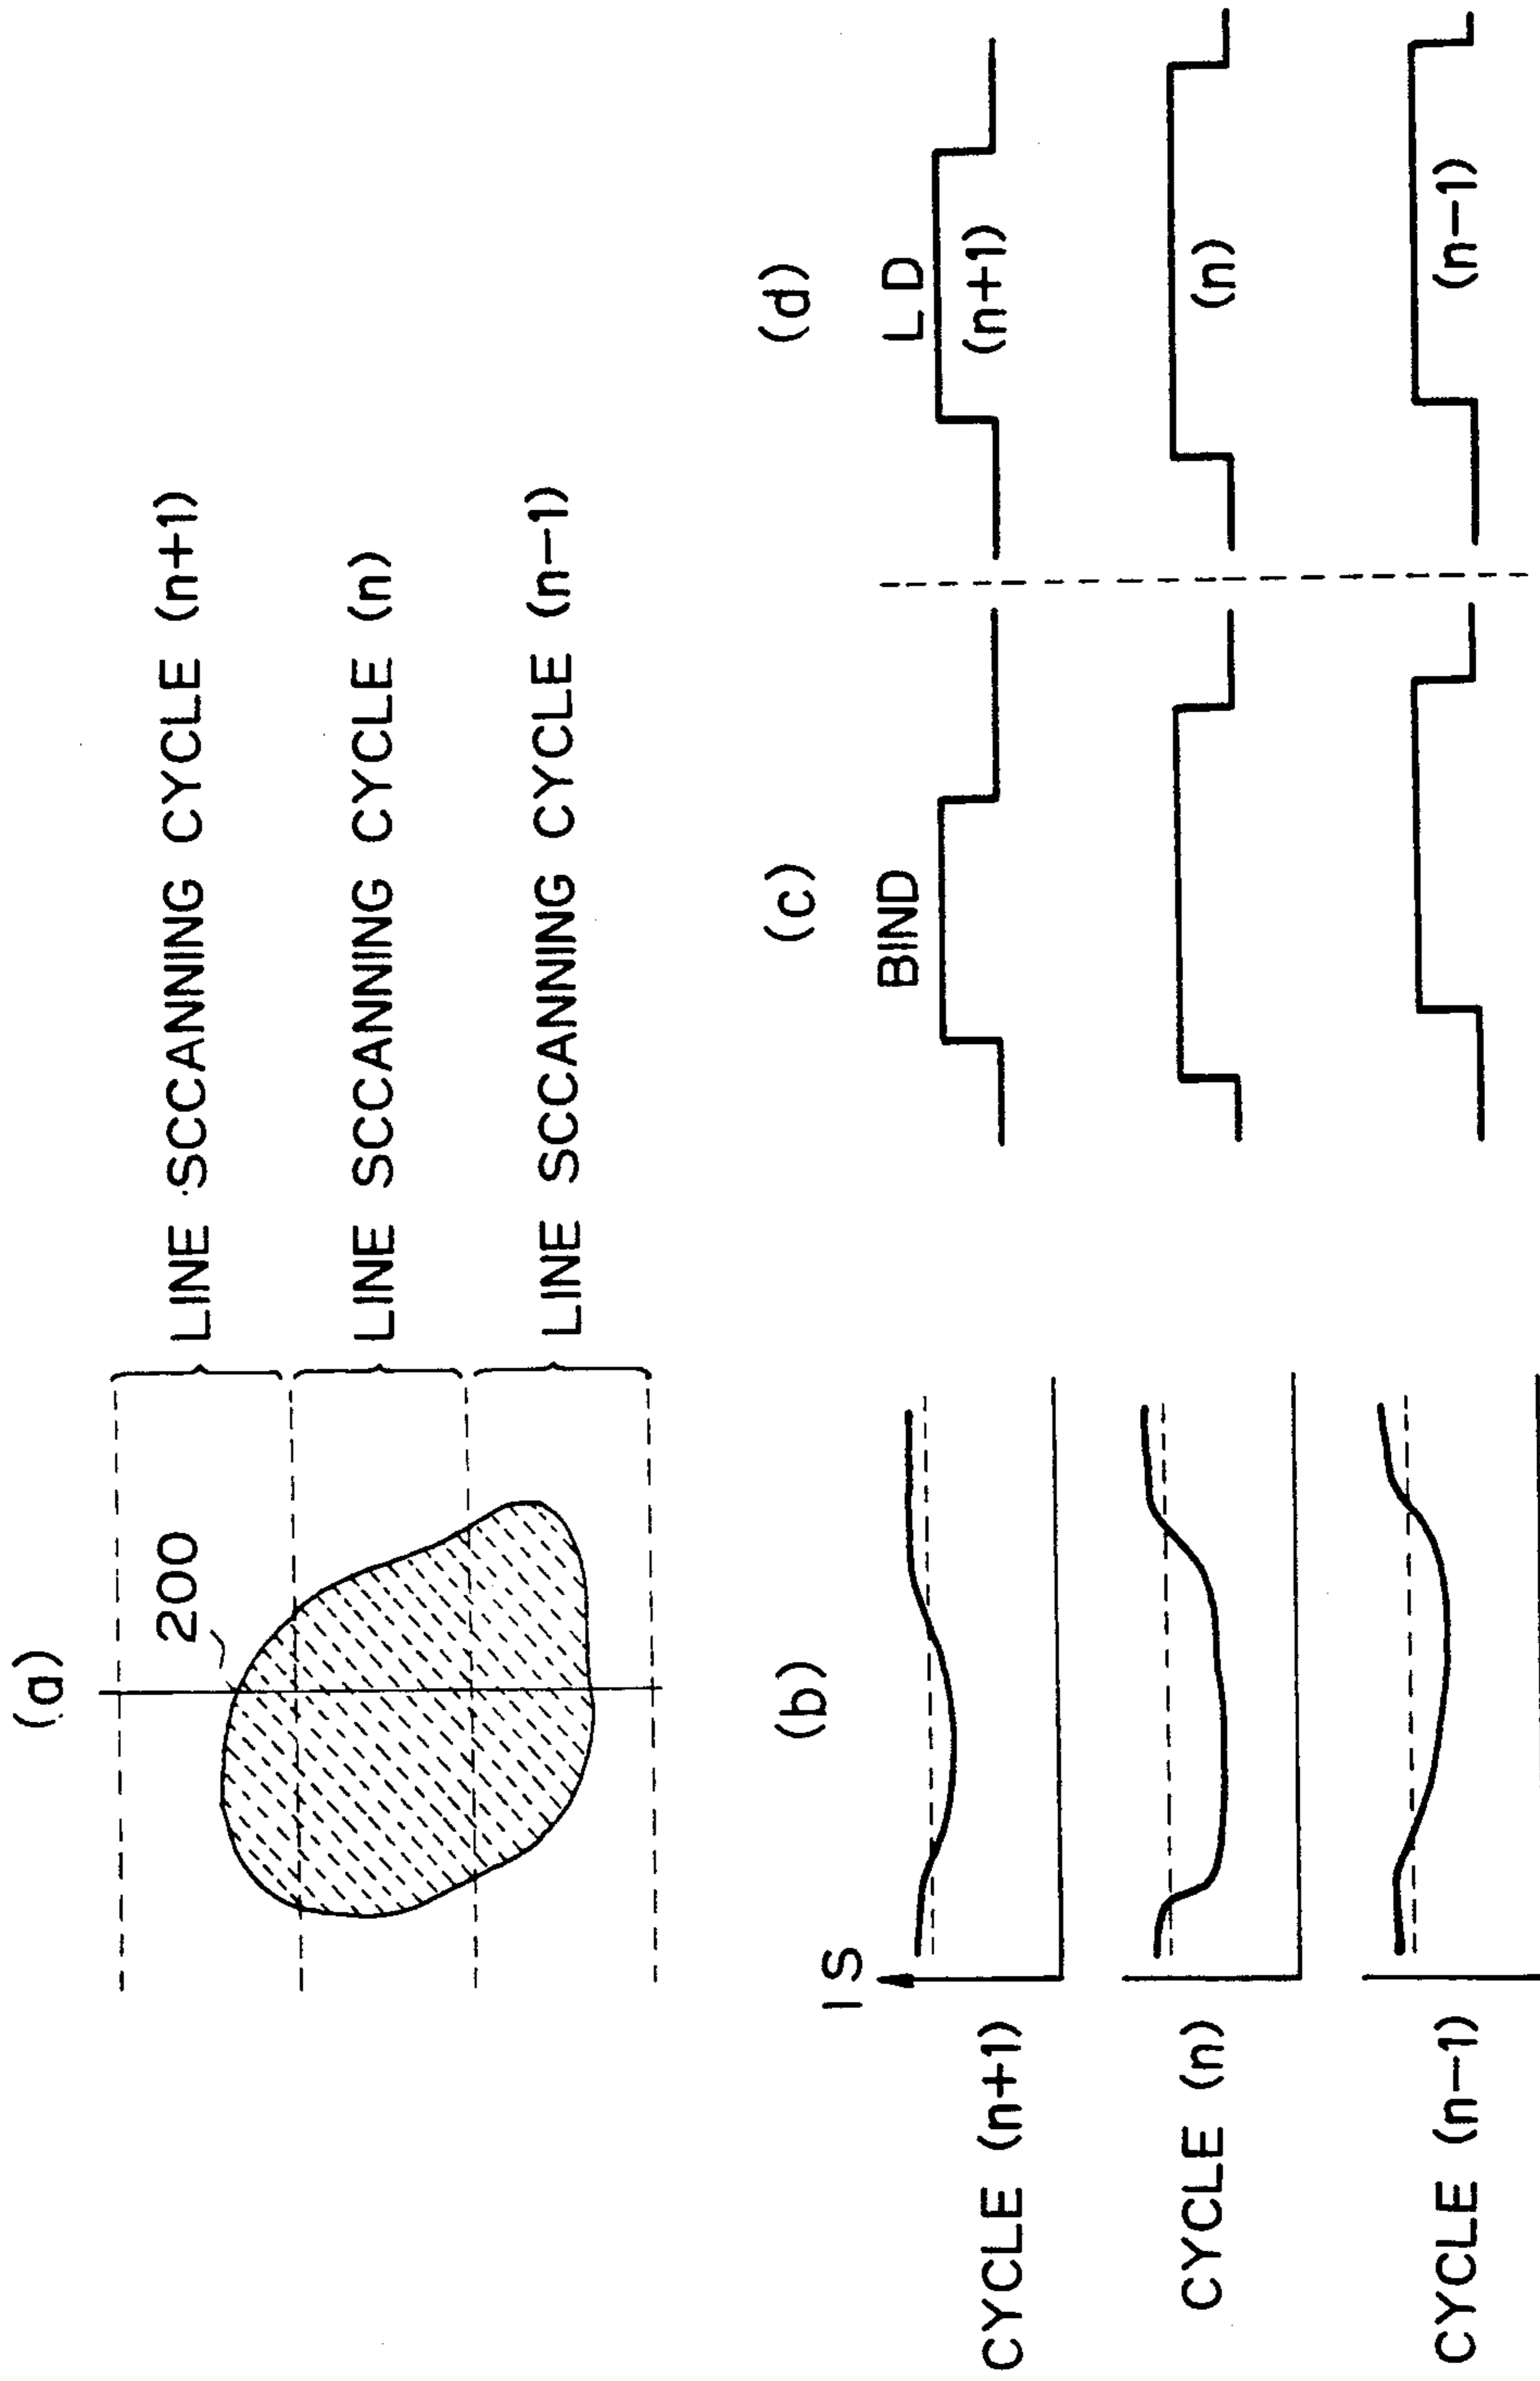 (a)
200
LINE SCCANNING CYCLE (n+1)
LINE SCCANNING CYCLE (n)
LINE SCCANNING CYCLE (n-1)
(b)
IS
CYCLE (n+1)
CYCLE (n)
CYCLE (n-1)
(c)
BIND
(d)
LD
(n+1)
(n)
(n-1)